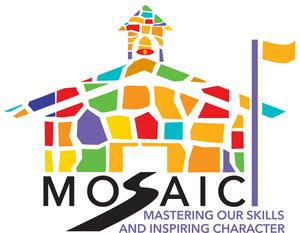 MOSAIC
MASTERING OUR SKILLS
AND INSPIRING CHARACTER